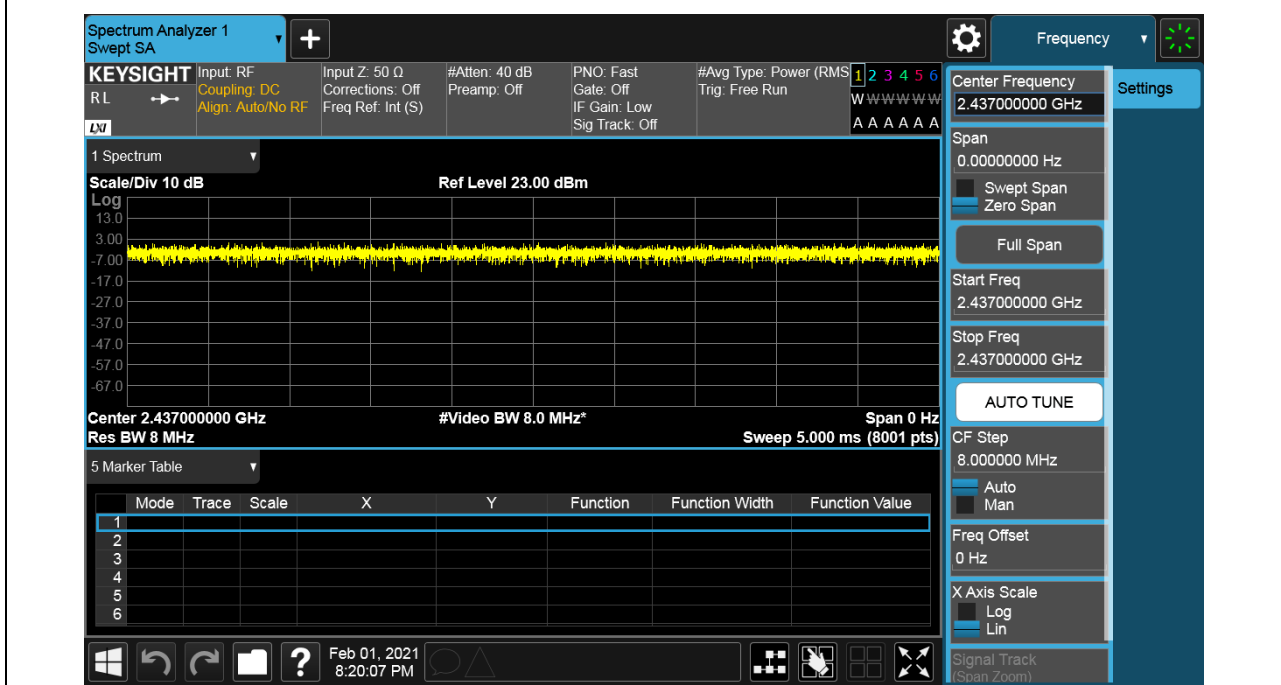 Spectrum Analyzer 1
Swept SA
Frequency
KEYSIGHT
R L
LXI
Input: RF
Coupling: DC
Align: Auto/No RF
Input Z: 50 Ω
Corrections: Off
Freq Ref: Int (S)
#Atten: 40 dB
Preamp: Off
PNO: Fast
Gate: Off
IF Gain: Low
Sig Track: Off
#Avg Type: Power (RMS
Trig: Free Run
1 2 3 4 5 6
W W W W W W
A A A A A A
1 Spectrum
Scale/Div 10 dB
Ref Level 23.00 dBm
Log
13.0
3.00
-7.00
-17.0
-27.0
-37.0
-47.0
-57.0
-67.0
Center 2.437000000 GHz
#Video BW 8.0 MHz*
Span 0 Hz
Res BW 8 MHz
Sweep 5.000 ms (8001 pts)
5 Marker Table
Mode Trace Scale X Y Function Function Width Function Value
1
2
3
4
5
6
?
Feb 01, 2021
8:20:07 PM
Center Frequency
2.437000000 GHz
Span
0.00000000 Hz
Swept Span
Zero Span
Full Span
Start Freq
2.437000000 GHz
Stop Freq
2.437000000 GHz
AUTO TUNE
CF Step
8.000000 MHz
Auto
Man
Freq Offset
0 Hz
X Axis Scale
Log
Lin
Signal Track
(Span Zoom)
Settings